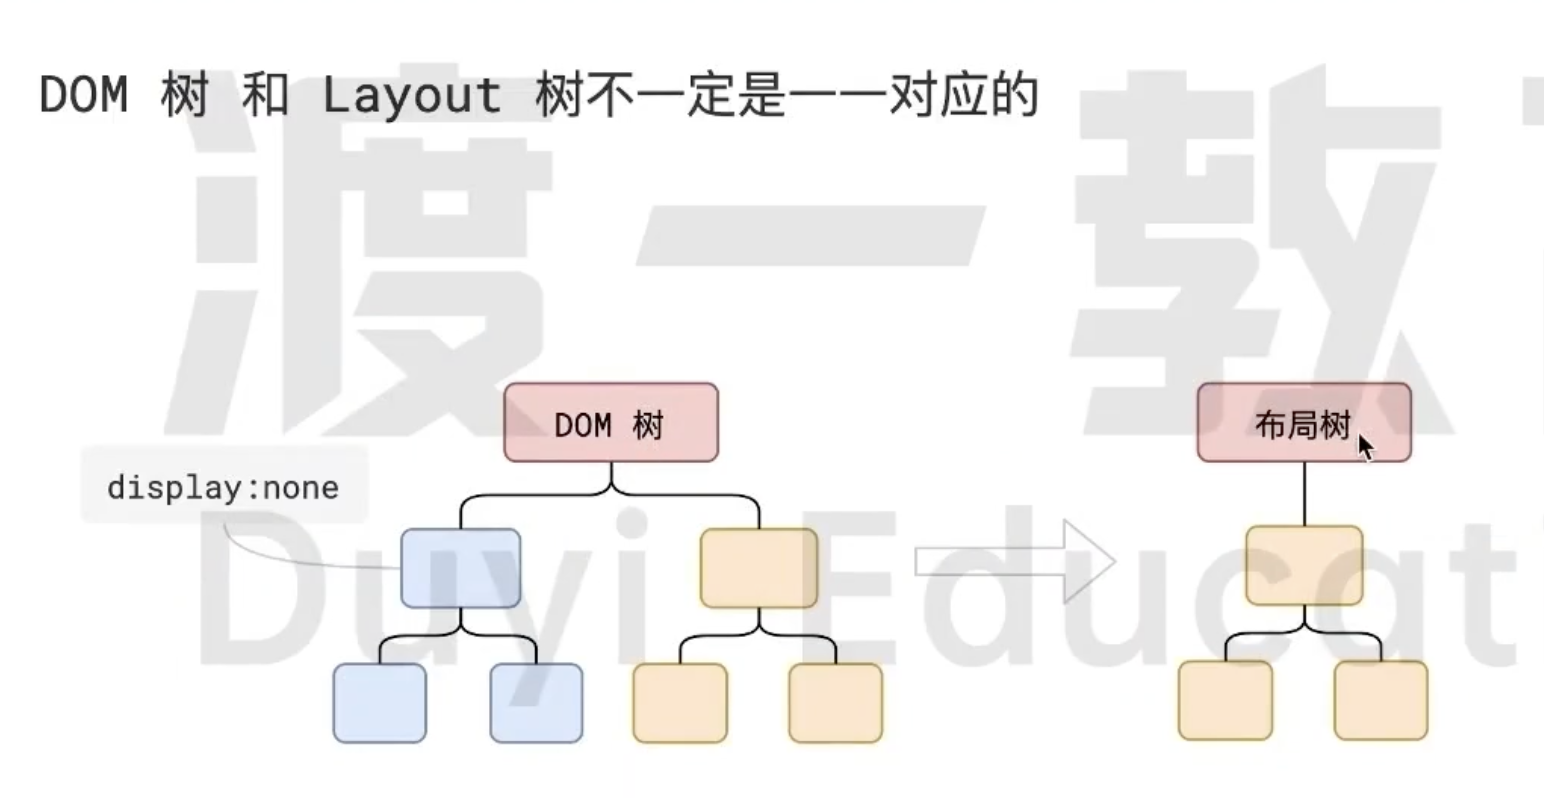 DOM 树 和 Layout 树不一定是一一对应的
渡一教
DOM 树
布局树
display:none
Duyi Educat